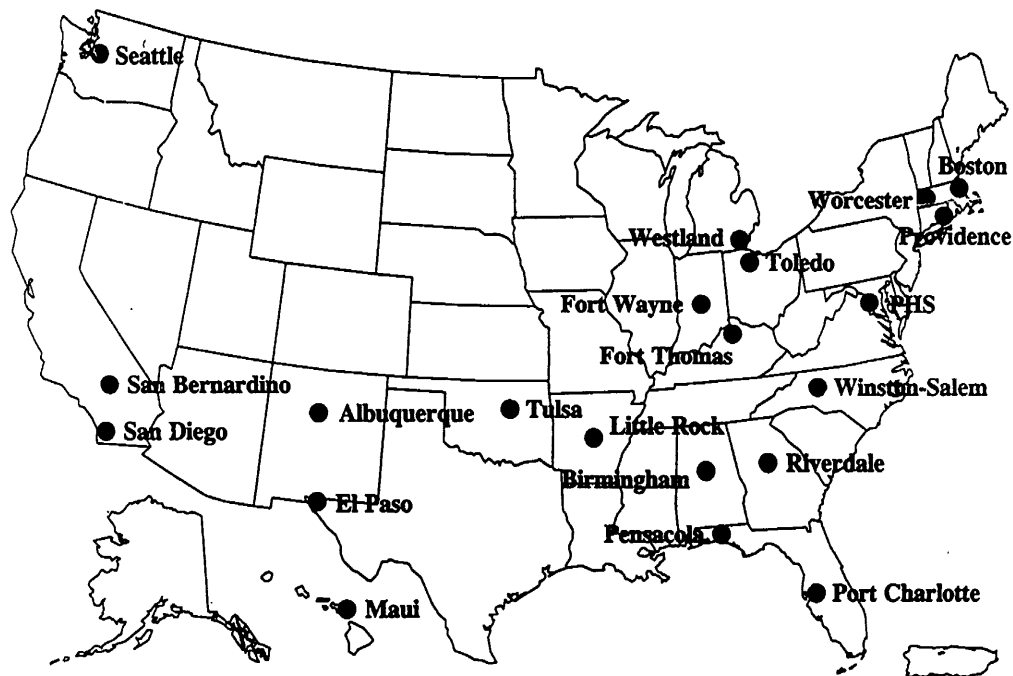 Seattle
Boston
Worcester
Providence
Westland
Toledo
Fort Wayne
PHS
Fort Thomas
San Bernardino
Winston-Salem
Albuquerque
Tulsa
San Diego
Little Rock
Riverdale
Birmingham
El Paso
Pensacola
Port Charlotte
Maui